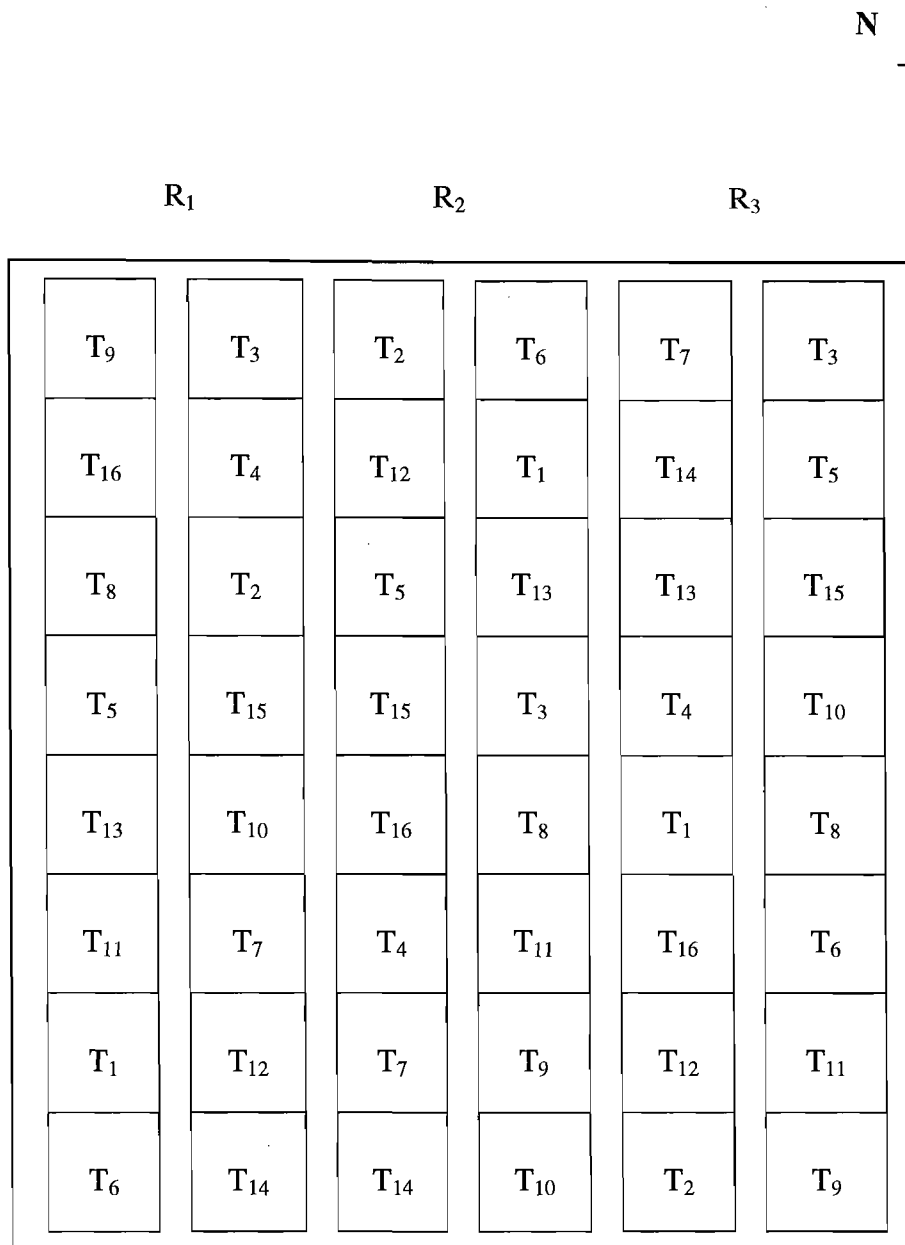 N
R₁ R₂ R₃
T₉ T₃ T₂ T₆ T₇ T₃
T₁₆ T₄ T₁₂ T₁ T₁₄ T₅
T₈ T₂ T₅ T₁₃ T₁₃ T₁₅
T₅ T₁₅ T₁₅ T₃ T₄ T₁₀
T₁₃ T₁₀ T₁₆ T₈ T₁ T₈
T₁₁ T₇ T₄ T₁₁ T₁₆ T₆
T₁ T₁₂ T₇ T₉ T₁₂ T₁₁
T₆ T₁₄ T₁₄ T₁₀ T₂ T₉